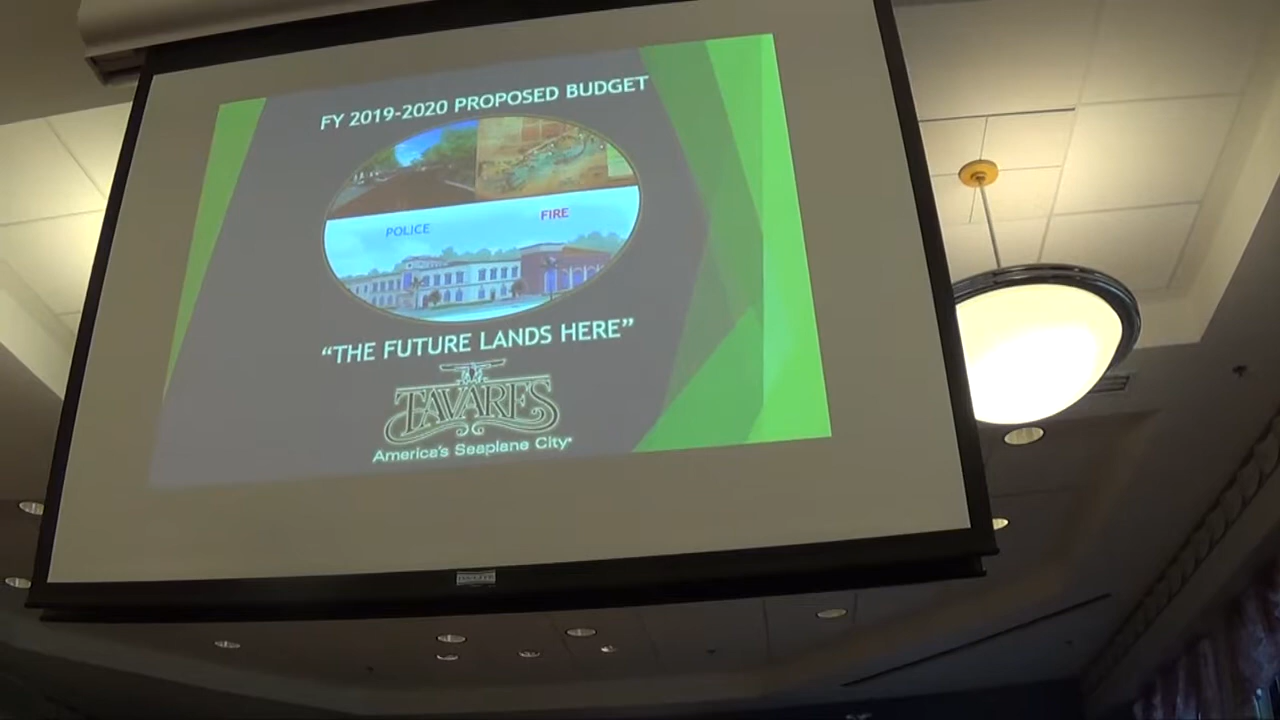 FY 2019-2020 PROPOSED BUDGET
POLICE
FIRE
“THE FUTURE LANDS HERE”
TAVARES
America's Seaplane City